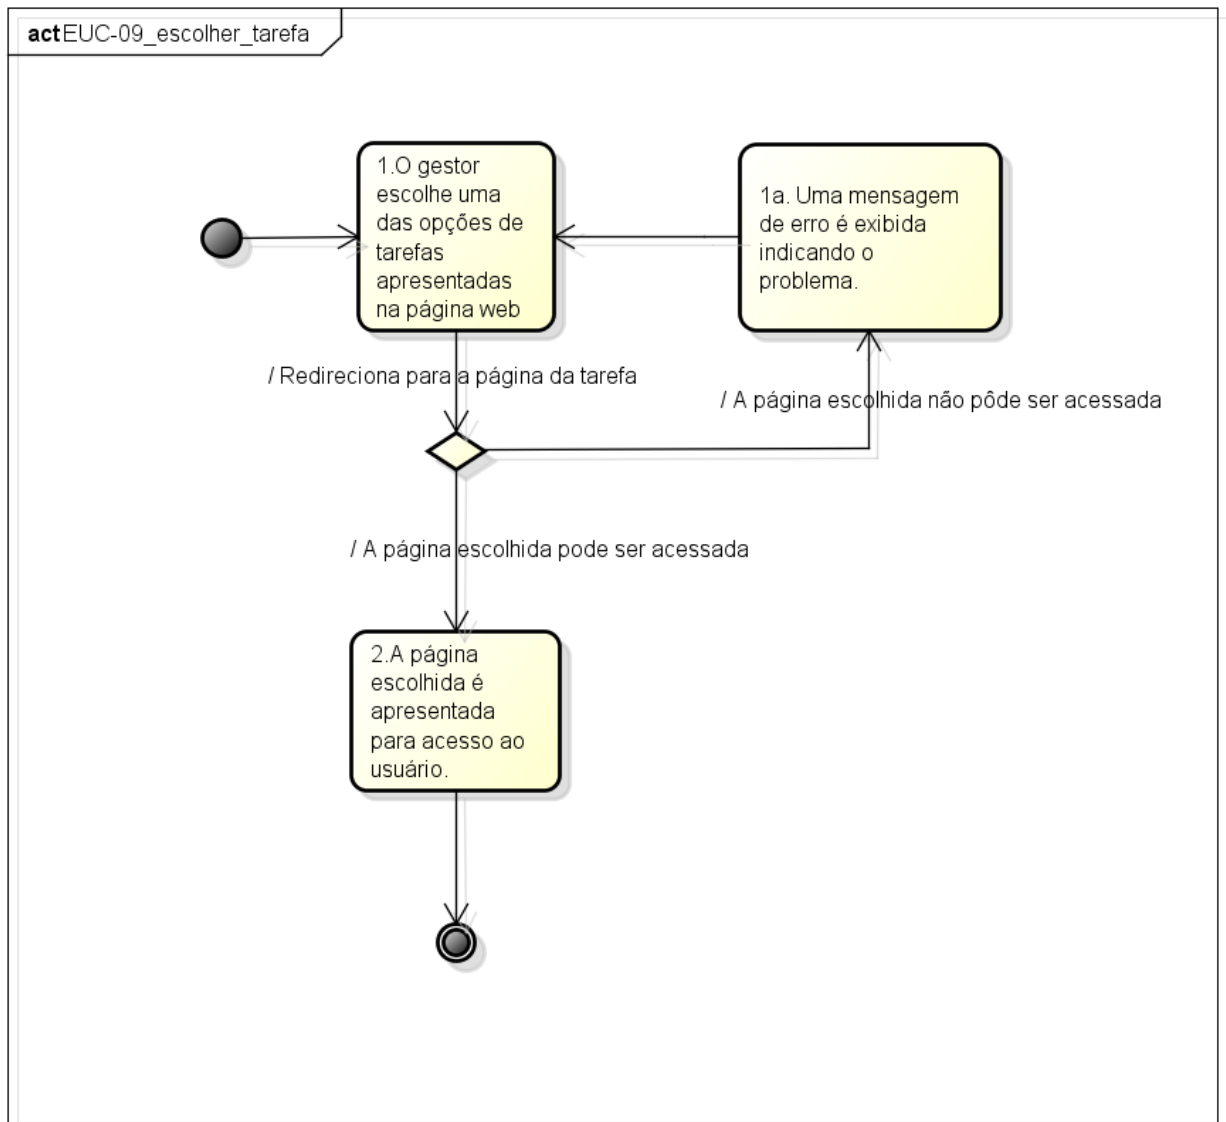 act EUC-09_escolher_tarefa
1.O gestor
escolhe uma
das opções de
tarefas
apresentadas
na página web
1a. Uma mensagem
de erro é exibida
indicando o
problema.
/ Redireciona para a página da tarefa
/ A página escolhida não pôde ser acessada
/ A página escolhida pode ser acessada
2.A página
escolhida é
apresentada
para acesso ao
usuário.